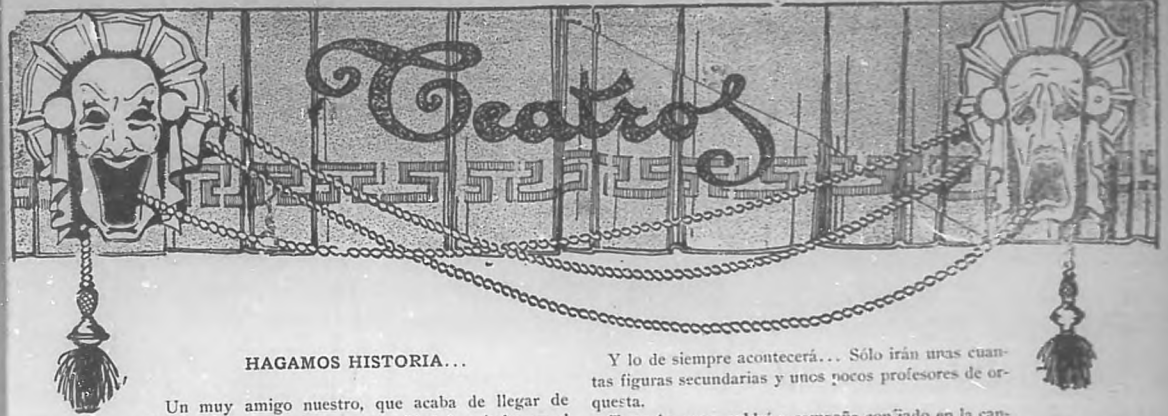 Teatros
HAGAMOS HISTORIA...
Un muy amigo nuestro, que acaba de llegar de
Y lo de siempre acontecerá... Sólo irán unas cuan-
tas figuras secundarias y unos pocos profesores de or-
questa.